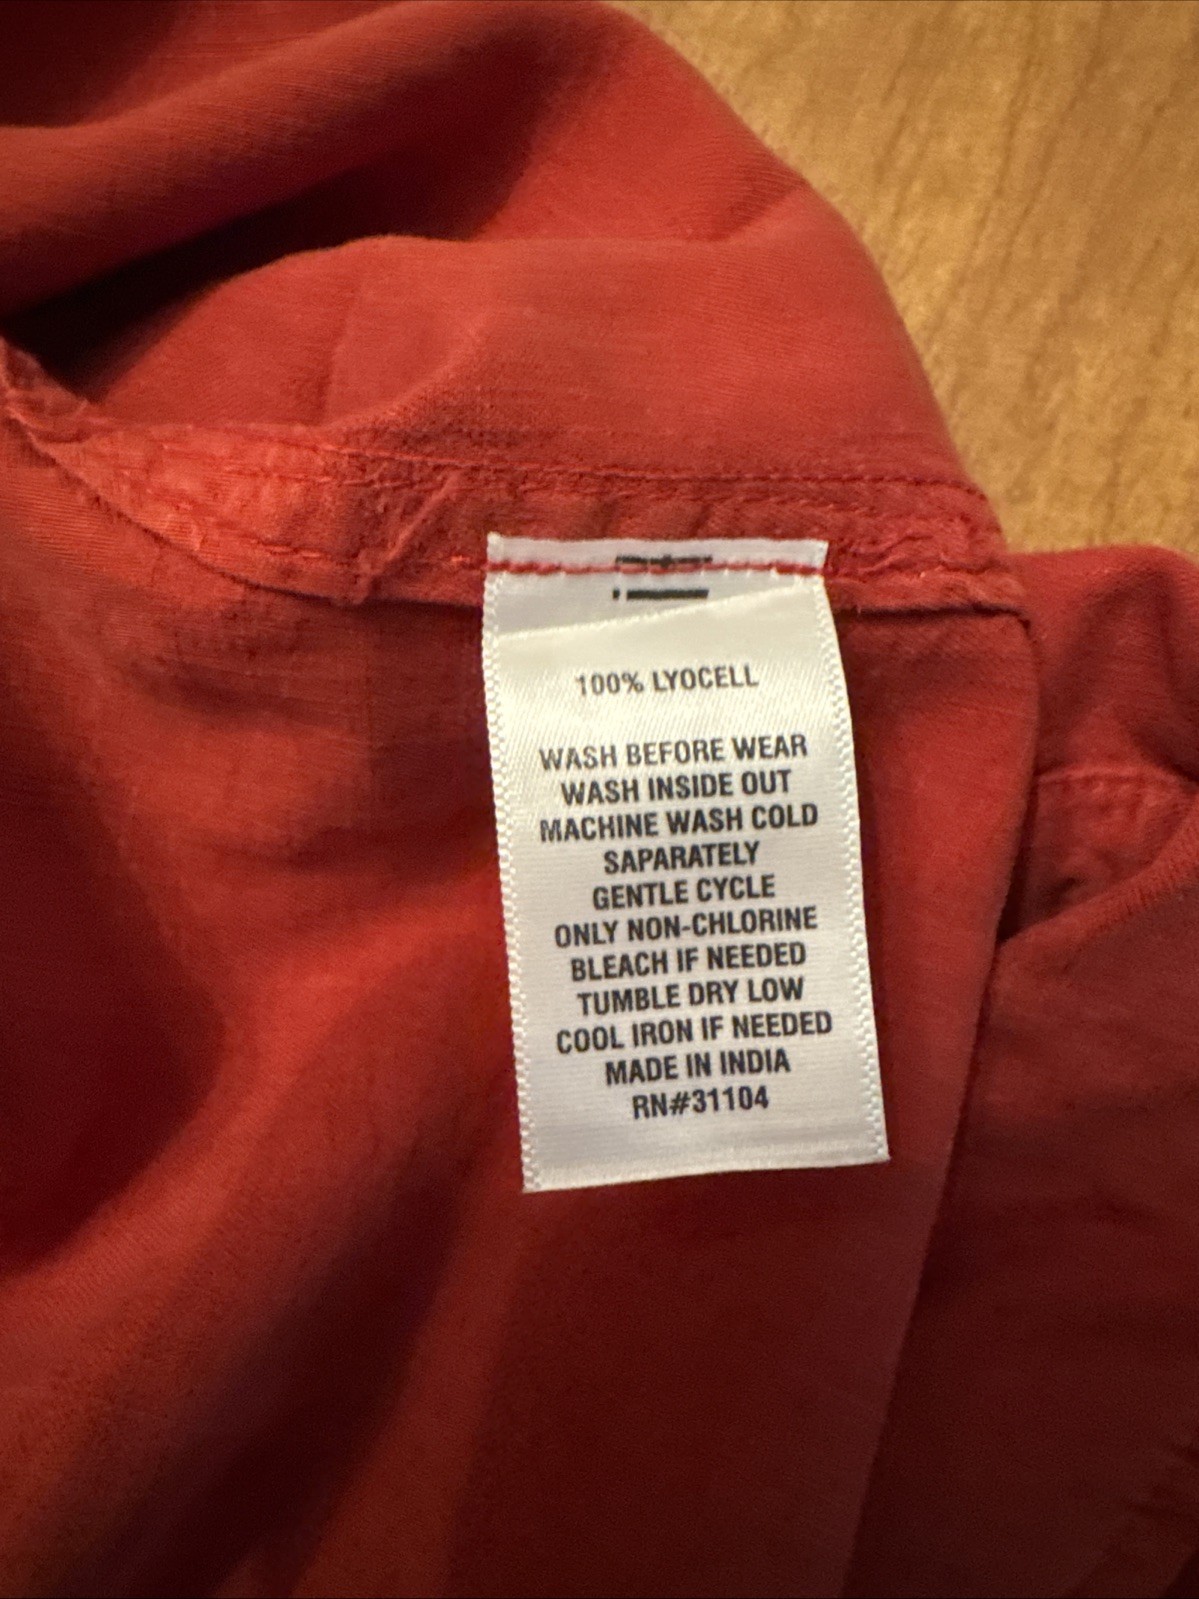 100% LYOCELL
WASH BEFORE WEAR
WASH INSIDE OUT
MACHINE WASH COLD
SAPARATELY
GENTLE CYCLE
ONLY NON-CHLORINE
BLEACH IF NEEDED
TUMBLE DRY LOW
COOL IRON IF NEEDED
MADE IN INDIA
RN#31104